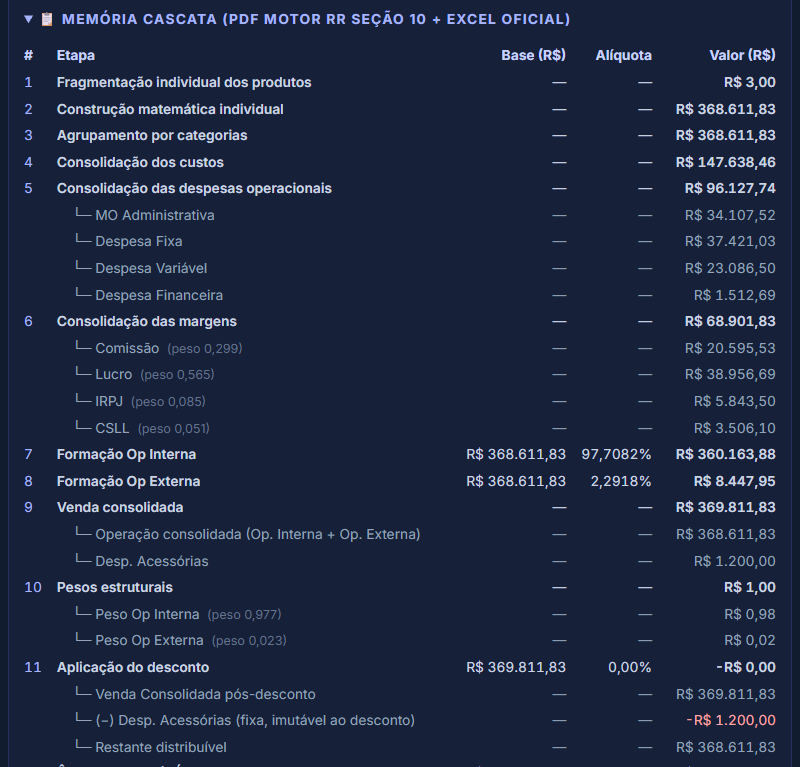 ▼ 📋 MEMÓRIA CASCATA (PDF MOTOR RR SEÇÃO 10 + EXCEL OFICIAL)
# Etapa Base (R$) Alíquota Valor (R$)
1 Fragmentação individual dos produtos — — R$ 3,00
2 Construção matemática individual — — R$ 368.611,83
3 Agrupamento por categorias — — R$ 368.611,83
4 Consolidação dos custos — — R$ 147.638,46
5 Consolidação das despesas operacionais — — R$ 96.127,74
└─ MO Administrativa — — R$ 34.107,52
└─ Despesa Fixa — — R$ 37.421,03
└─ Despesa Variável — — R$ 23.086,50
└─ Despesa Financeira — — R$ 1.512,69
6 Consolidação das margens — — R$ 68.901,83
└─ Comissão (peso 0,299) — — R$ 20.595,53
└─ Lucro (peso 0,565) — — R$ 38.956,69
└─ IRPJ (peso 0,085) — — R$ 5.843,50
└─ CSLL (peso 0,051) — — R$ 3.506,10
7 Formação Op Interna R$ 368.611,83 97,7082% R$ 360.163,88
8 Formação Op Externa R$ 368.611,83 2,2918% R$ 8.447,95
9 Venda consolidada — — R$ 369.811,83
└─ Operação consolidada (Op. Interna + Op. Externa) — — R$ 368.611,83
└─ Desp. Acessórias — — R$ 1.200,00
10 Pesos estruturais — — R$ 1,00
└─ Peso Op Interna (peso 0,977) — — R$ 0,98
└─ Peso Op Externa (peso 0,023) — — R$ 0,02
11 Aplicação do desconto R$ 369.811,83 0,00% -R$ 0,00
└─ Venda Consolidada pós-desconto — — R$ 369.811,83
└─ (−) Desp. Acessórias (fixa, imutável ao desconto) — — -R$ 1.200,00
└─ Restante distribuível — — R$ 368.611,83